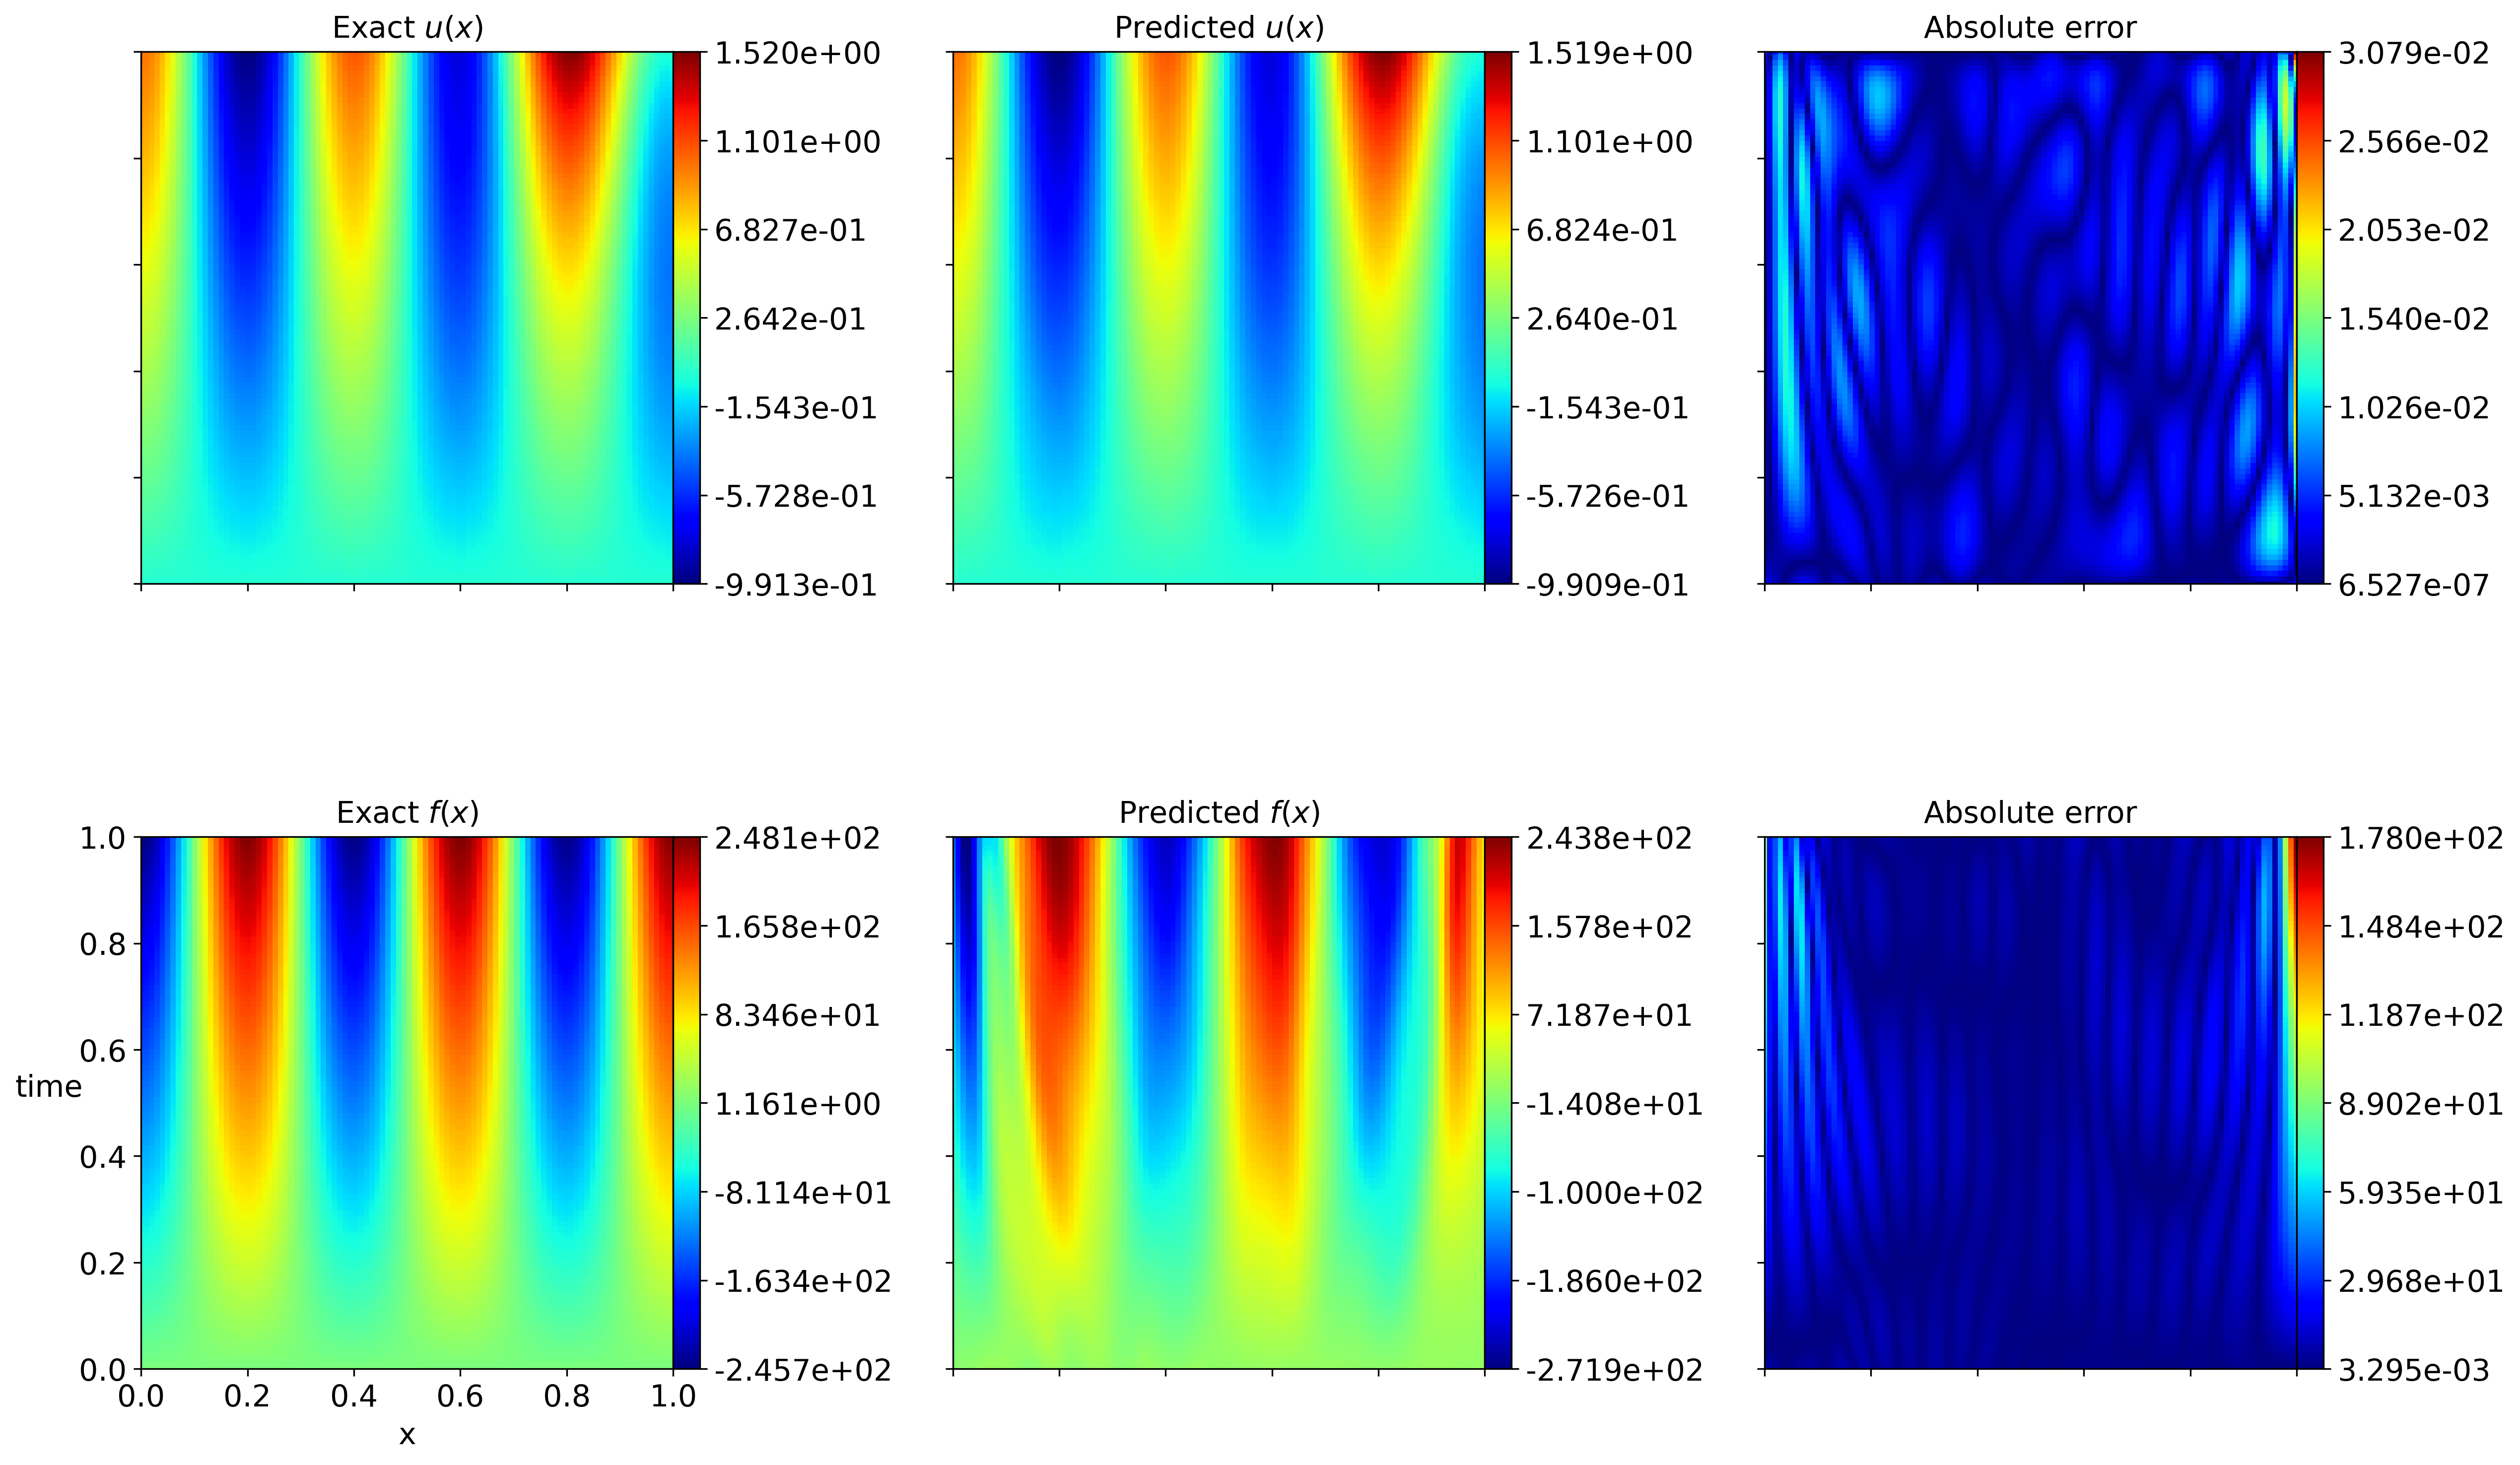 Exact u(x)
1.520e+00
1.101e+00
6.827e-01
2.642e-01
-1.543e-01
-5.728e-01
-9.913e-01
Predicted u(x)
1.519e+00
1.101e+00
6.824e-01
2.640e-01
-1.543e-01
-5.726e-01
-9.909e-01
Absolute error
3.079e-02
2.566e-02
2.053e-02
1.540e-02
1.026e-02
5.132e-03
6.527e-07
Exact f(x)
time
1.0
0.8
0.6
0.4
0.2
0.0
0.0 0.2 0.4 0.6 0.8 1.0
x
2.481e+02
1.658e+02
8.346e+01
1.161e+00
-8.114e+01
-1.634e+02
-2.457e+02
Predicted f(x)
2.438e+02
1.578e+02
7.187e+01
-1.408e+01
-1.000e+02
-1.860e+02
-2.719e+02
Absolute error
1.780e+02
1.484e+02
1.187e+02
8.902e+01
5.935e+01
2.968e+01
3.295e-03